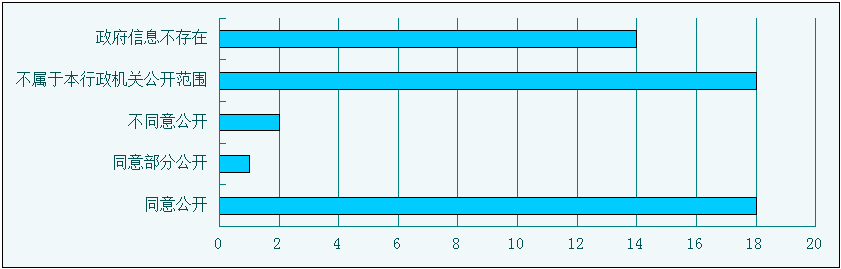 政府信息不存在
不属于本行政机关公开范围
不同意公开
同意部分公开
同意公开
0 2 4 6 8 10 12 14 16 18 20